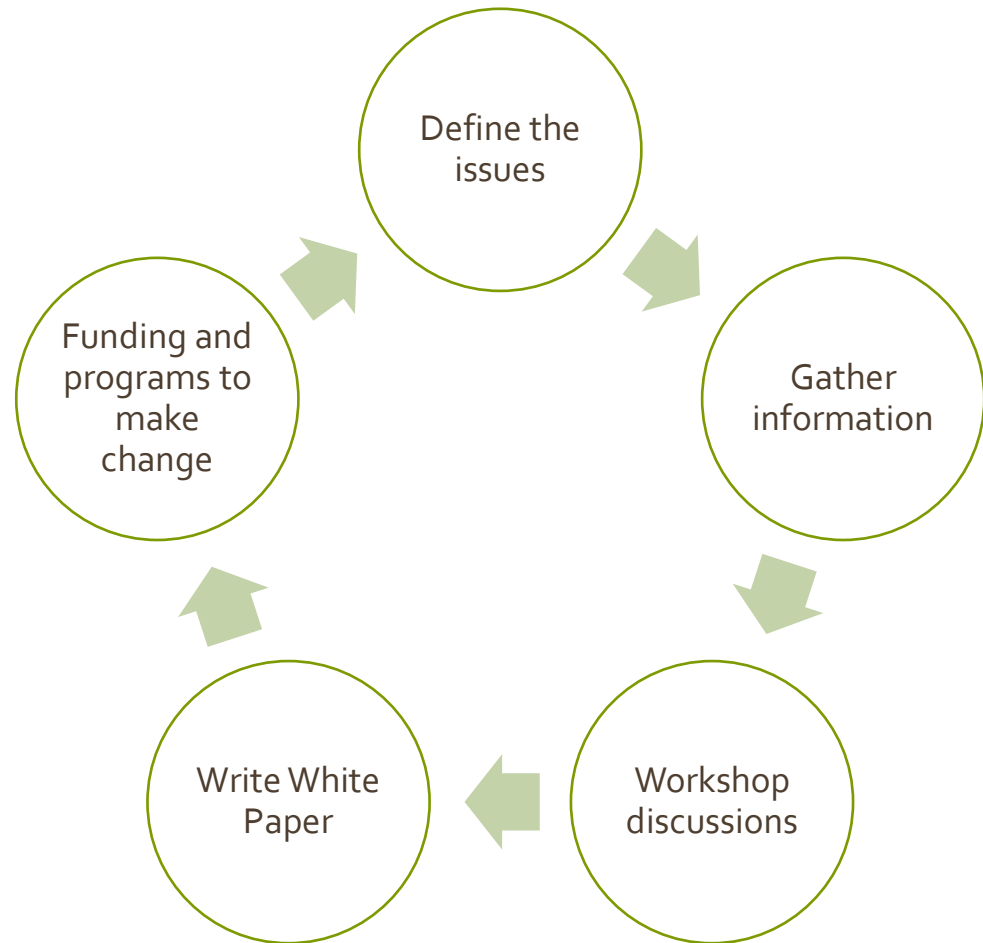 Define the
issues
Gather
information
Workshop
discussions
Write White
Paper
Funding and
programs to
make
change